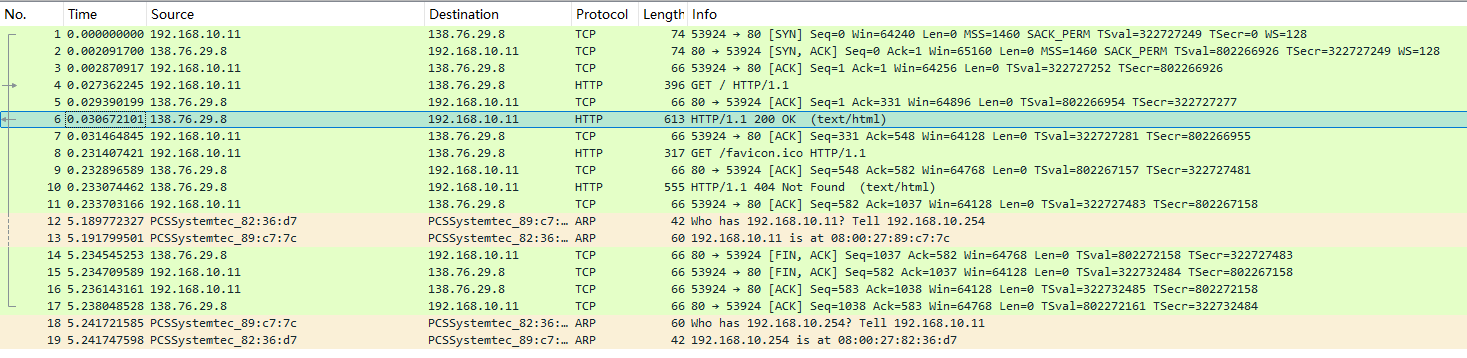 No. Time Source Destination Protocol Length Info
1 0.000000000 192.168.10.11 138.76.29.8 TCP 74 53924 → 80 [SYN] Seq=0 Win=64240 Len=0 MSS=1460 SACK_PERM TSval=322727249 TSecr=0 WS=128
2 0.002091700 138.76.29.8 192.168.10.11 TCP 74 80 → 53924 [SYN, ACK] Seq=0 Ack=1 Win=65160 Len=0 MSS=1460 SACK_PERM TSval=802266926 TSecr=322727249 WS=128
3 0.002870917 192.168.10.11 138.76.29.8 TCP 66 53924 → 80 [ACK] Seq=1 Ack=1 Win=64256 Len=0 TSval=322727252 TSecr=802266926
4 0.027362245 192.168.10.11 138.76.29.8 HTTP 396 GET / HTTP/1.1
5 0.029390199 138.76.29.8 192.168.10.11 TCP 66 80 → 53924 [ACK] Seq=1 Ack=331 Win=64896 Len=0 TSval=802266954 TSecr=322727277
6 0.030672101 138.76.29.8 192.168.10.11 HTTP 613 HTTP/1.1 200 OK (text/html)
7 0.031464845 192.168.10.11 138.76.29.8 TCP 66 53924 → 80 [ACK] Seq=331 Ack=548 Win=64128 Len=0 TSval=322727281 TSecr=802266955
8 0.231407421 192.168.10.11 138.76.29.8 HTTP 317 GET /favicon.ico HTTP/1.1
9 0.232896589 138.76.29.8 192.168.10.11 TCP 66 80 → 53924 [ACK] Seq=548 Ack=582 Win=64768 Len=0 TSval=802267157 TSecr=322727481
10 0.233074462 138.76.29.8 192.168.10.11 HTTP 555 HTTP/1.1 404 Not Found (text/html)
11 0.233703166 192.168.10.11 138.76.29.8 TCP 66 53924 → 80 [ACK] Seq=582 Ack=1037 Win=64128 Len=0 TSval=322727483 TSecr=802267158
12 5.189772327 PCSSystemtec_82:36:d7 PCSSystemtec_89:c7:… ARP 42 Who has 192.168.10.11? Tell 192.168.10.254
13 5.191799501 PCSSystemtec_89:c7:7c PCSSystemtec_82:36:… ARP 60 192.168.10.11 is at 08:00:27:89:c7:7c
14 5.234545253 138.76.29.8 192.168.10.11 TCP 66 80 → 53924 [FIN, ACK] Seq=1037 Ack=582 Win=64768 Len=0 TSval=802272158 TSecr=322727483
15 5.234709589 192.168.10.11 138.76.29.8 TCP 66 53924 → 80 [FIN, ACK] Seq=582 Ack=1037 Win=64128 Len=0 TSval=322732484 TSecr=802267158
16 5.236143161 192.168.10.11 138.76.29.8 TCP 66 53924 → 80 [ACK] Seq=583 Ack=1038 Win=64128 Len=0 TSval=322732485 TSecr=802272158
17 5.238048528 138.76.29.8 192.168.10.11 TCP 66 80 → 53924 [ACK] Seq=1038 Ack=583 Win=64768 Len=0 TSval=802272161 TSecr=322732484
18 5.241721585 PCSSystemtec_89:c7:7c PCSSystemtec_82:36:… ARP 60 Who has 192.168.10.254? Tell 192.168.10.11
19 5.241747598 PCSSystemtec_82:36:d7 PCSSystemtec_89:c7:… ARP 42 192.168.10.254 is at 08:00:27:82:36:d7